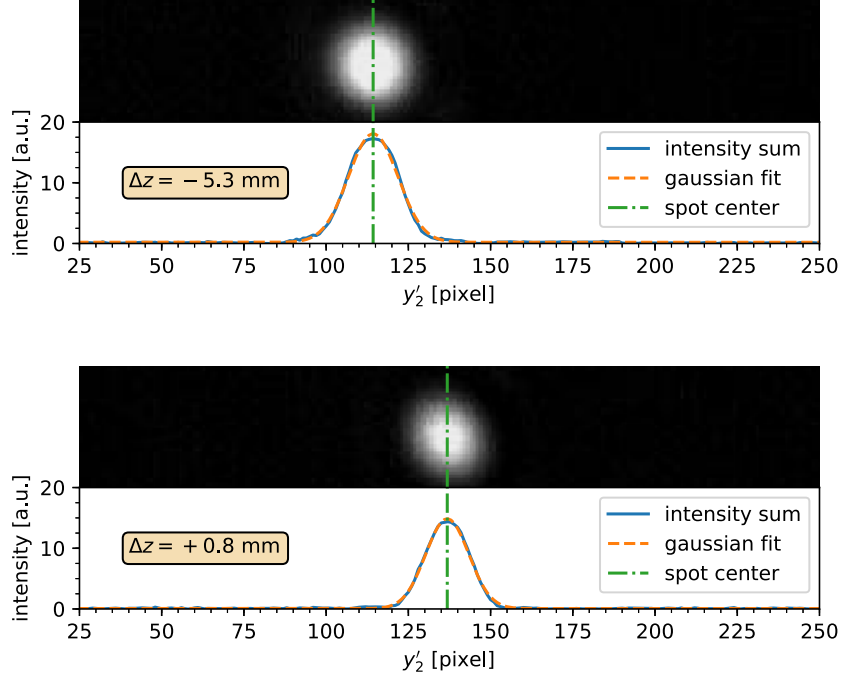 20
10
0
intensity [a.u.]
Δz = −5.3 mm
intensity sum
gaussian fit
spot center
25 50 75 100 125 150 175 200 225 250
y′₂ [pixel]
20
10
0
intensity [a.u.]
Δz = +0.8 mm
intensity sum
gaussian fit
spot center
25 50 75 100 125 150 175 200 225 250
y′₂ [pixel]